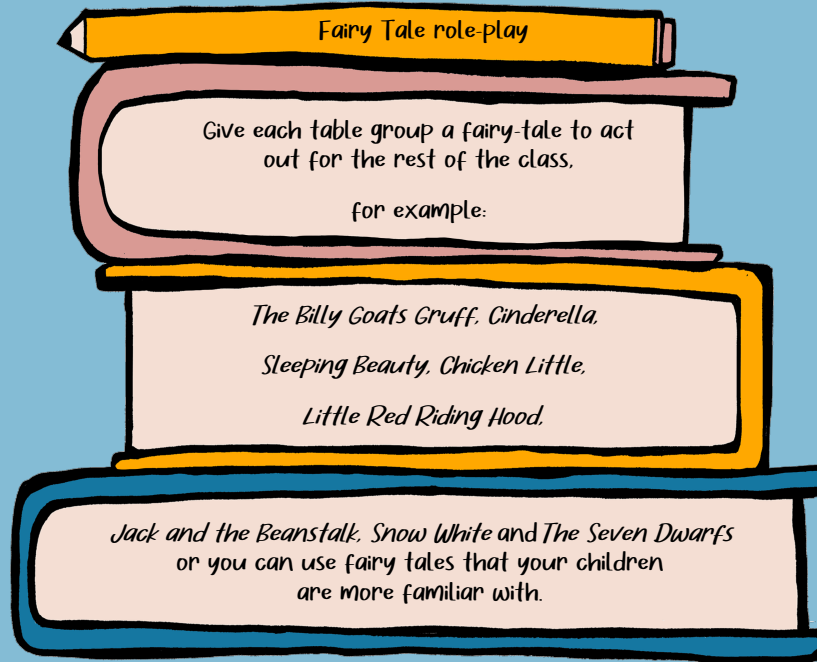 Fairy Tale role-play
Give each table group a fairy-tale to act
out for the rest of the class,
for example:
The Billy Goats Gruff, Cinderella,
Sleeping Beauty, Chicken Little,
Little Red Riding Hood,
Jack and the Beanstalk, Snow White and The Seven Dwarfs
or you can use fairy tales that your children
are more familiar with.